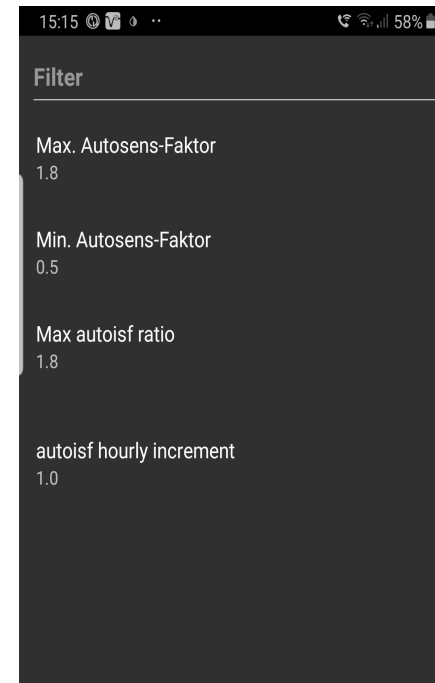 15:15 58%
Filter
Max. Autosens-Faktor
1.8
Min. Autosens-Faktor
0.5
Max autoisf ratio
1.8
autoisf hourly increment
1.0